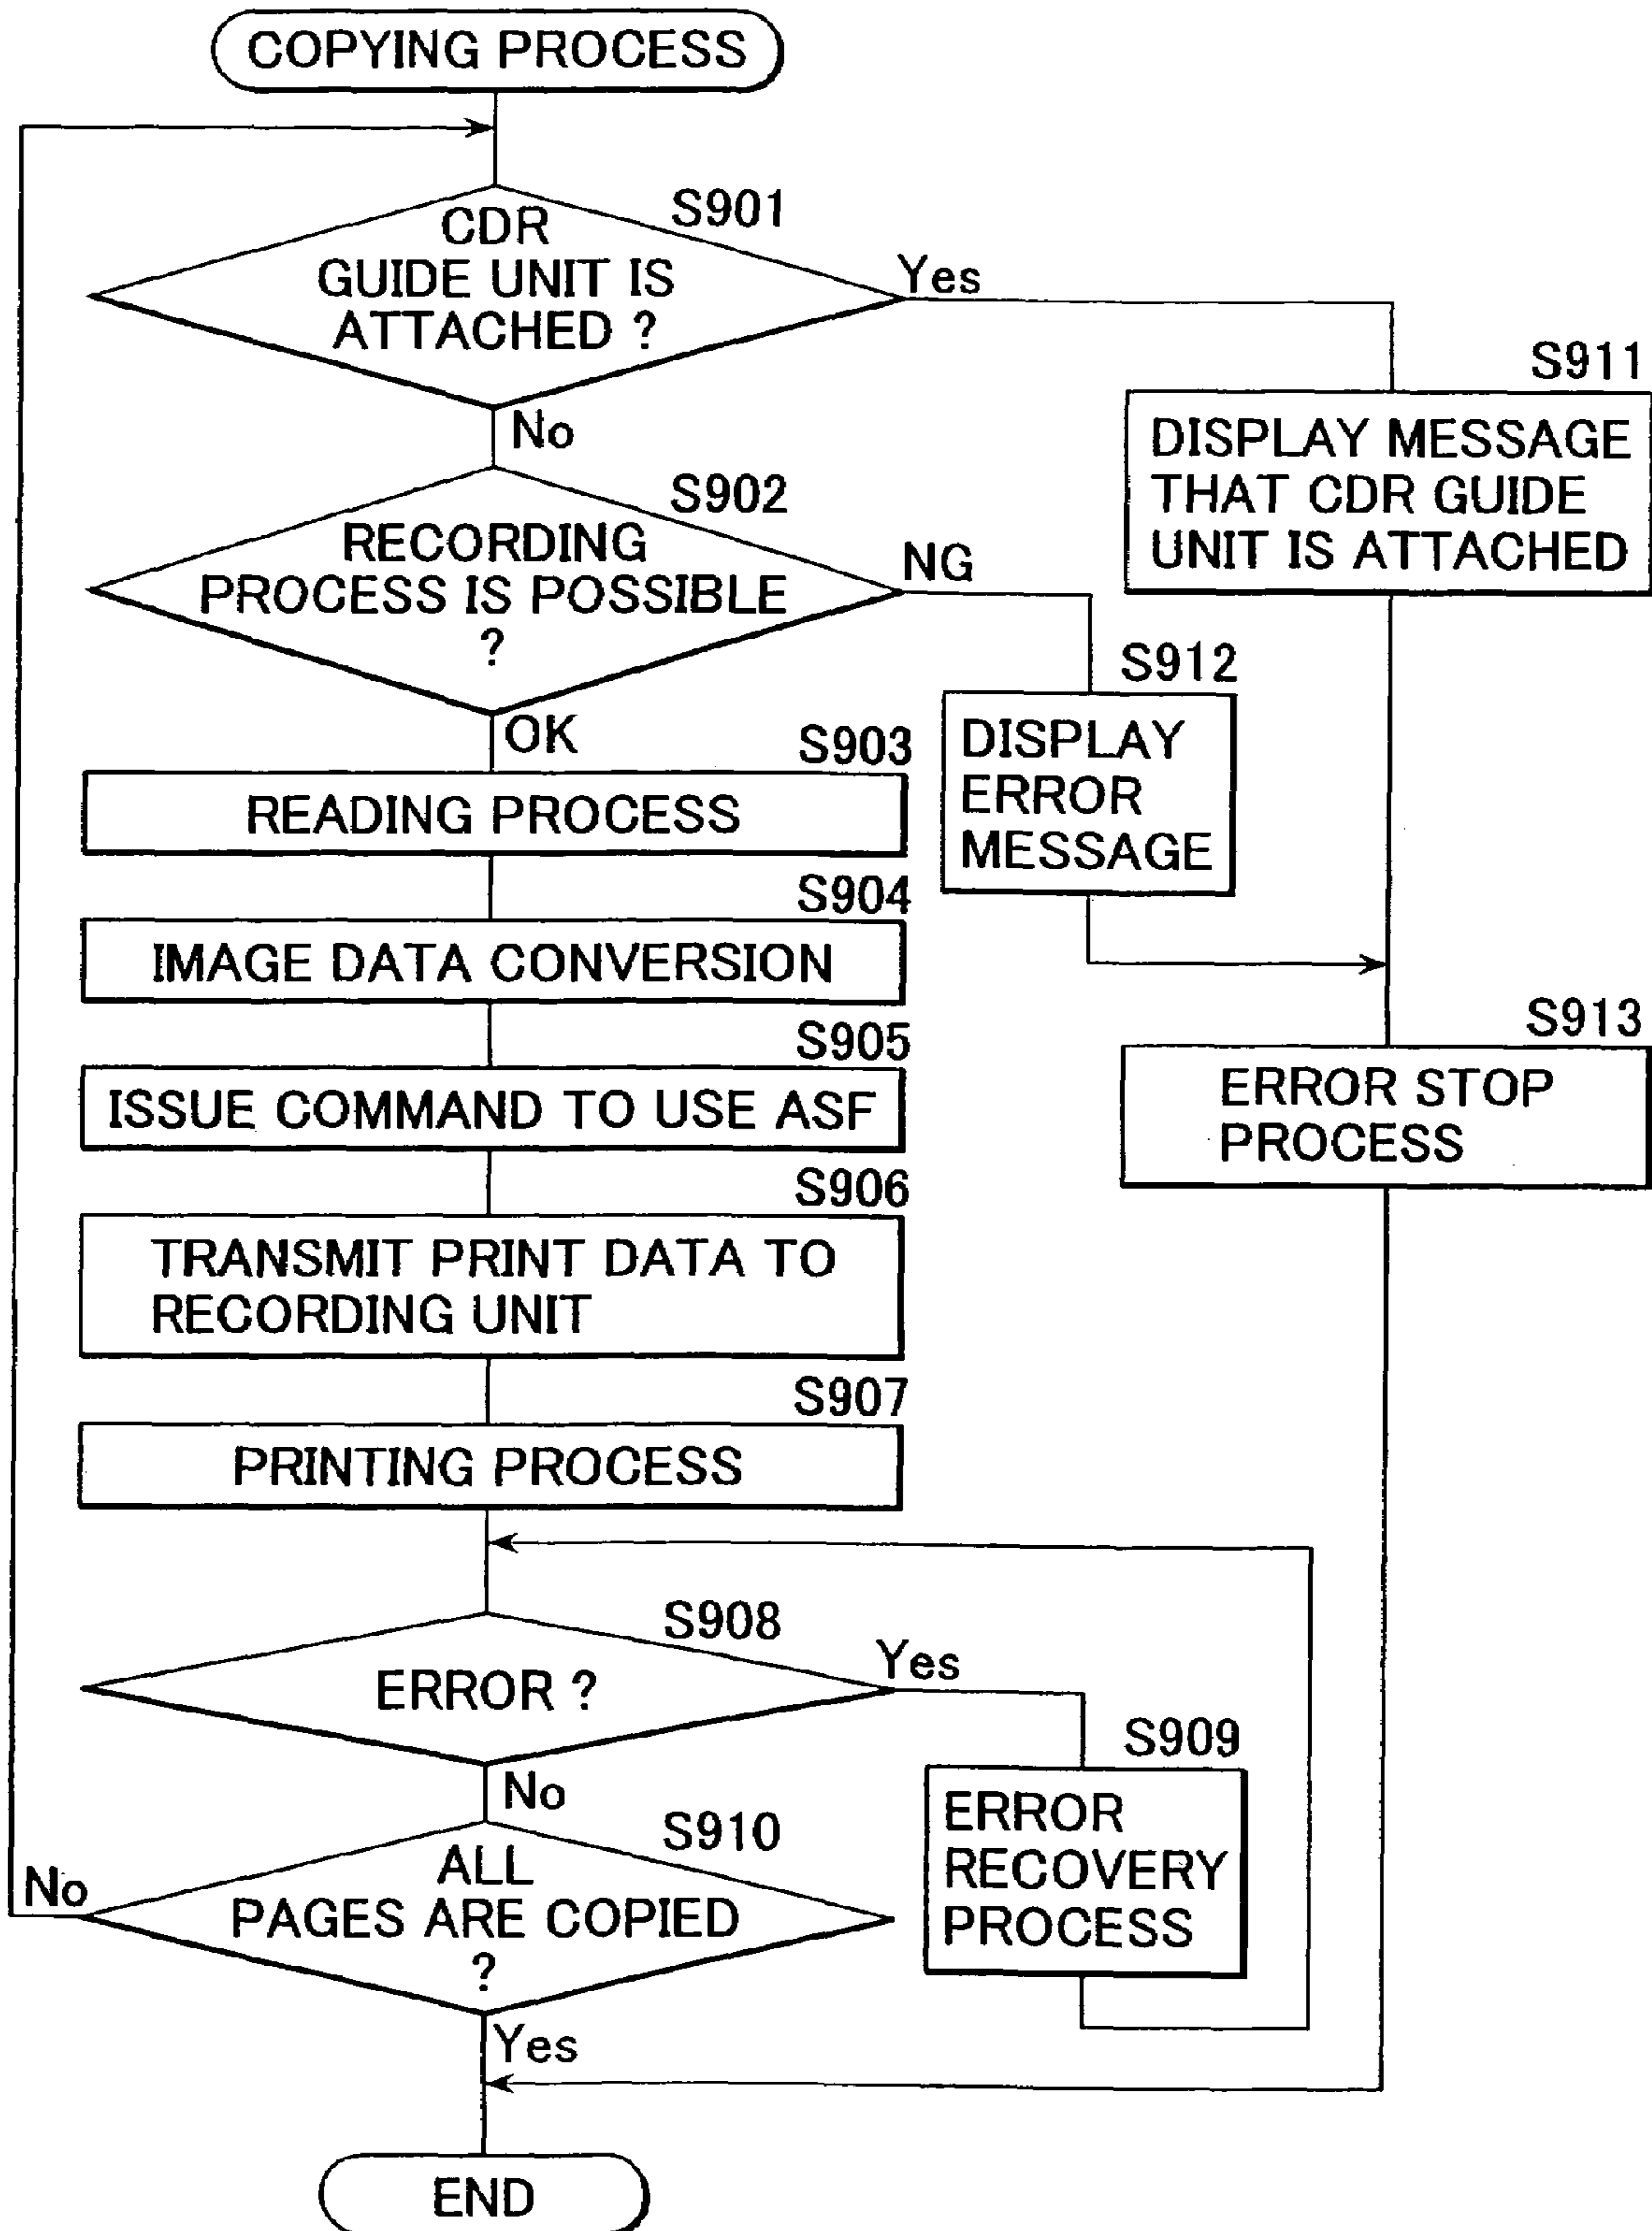 COPYING PROCESS
S901
CDR
GUIDE UNIT IS
ATTACHED ?
Yes
No
S911
DISPLAY MESSAGE
THAT CDR GUIDE
UNIT IS ATTACHED
S902
RECORDING
PROCESS IS POSSIBLE
?
NG
OK
S912
DISPLAY
ERROR
MESSAGE
S903
READING PROCESS
S904
IMAGE DATA CONVERSION
S913
ERROR STOP
PROCESS
S905
ISSUE COMMAND TO USE ASF
S906
TRANSMIT PRINT DATA TO
RECORDING UNIT
S907
PRINTING PROCESS
S908
ERROR ?
Yes
No
S909
ERROR
RECOVERY
PROCESS
S910
ALL
PAGES ARE COPIED
?
No
Yes
END